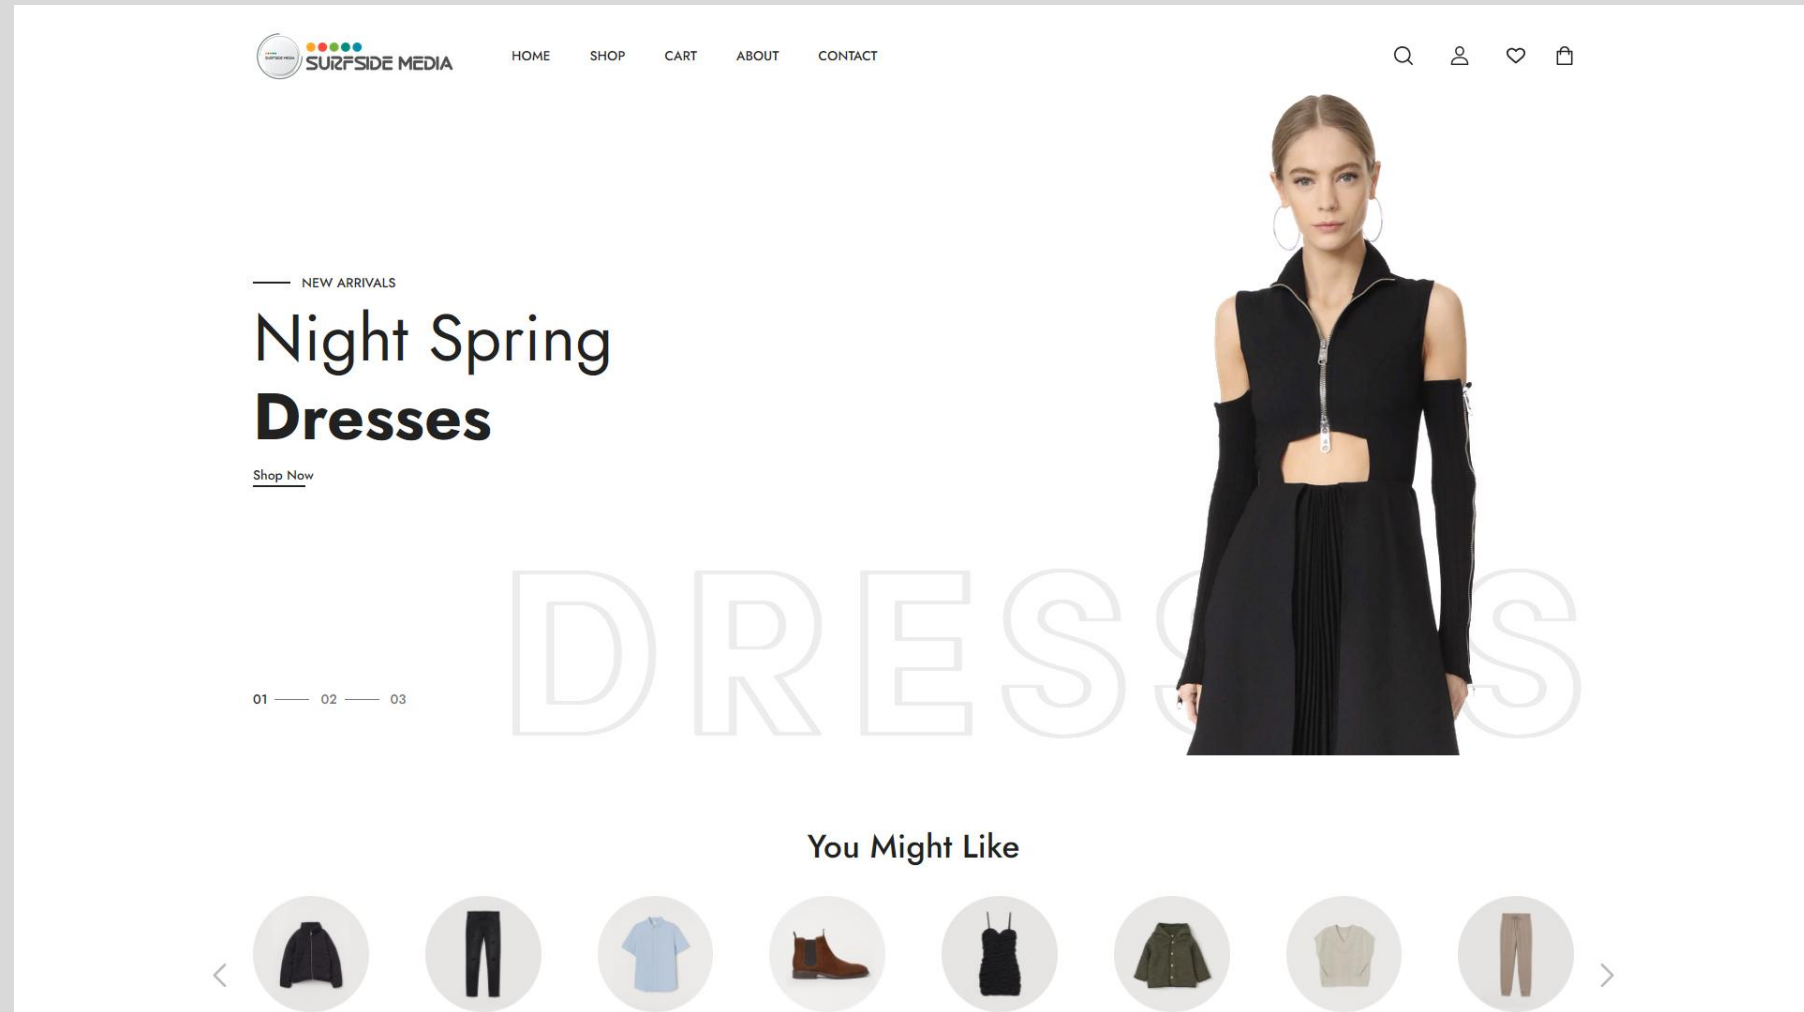 SURFSIDE MEDIA
HOME SHOP CART ABOUT CONTACT
NEW ARRIVALS
Night Spring
Dresses
Shop Now
DRESSES
01 02 03
You Might Like